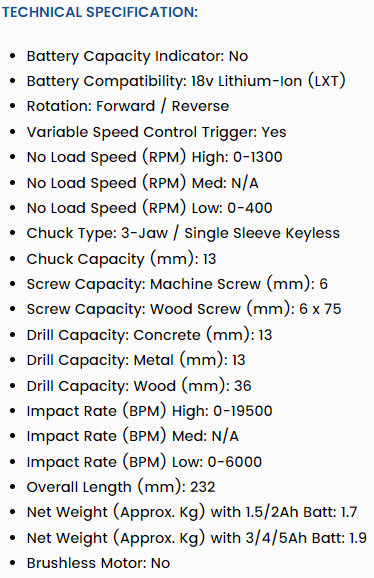 TECHNICAL SPECIFICATION:
• Battery Capacity Indicator: No
• Battery Compatibility: 18v Lithium-Ion (LXT)
• Rotation: Forward / Reverse
• Variable Speed Control Trigger: Yes
• No Load Speed (RPM) High: 0-1300
• No Load Speed (RPM) Med: N/A
• No Load Speed (RPM) Low: 0-400
• Chuck Type: 3-Jaw / Single Sleeve Keyless
• Chuck Capacity (mm): 13
• Screw Capacity: Machine Screw (mm): 6
• Screw Capacity: Wood Screw (mm): 6 x 75
• Drill Capacity: Concrete (mm): 13
• Drill Capacity: Metal (mm): 13
• Drill Capacity: Wood (mm): 36
• Impact Rate (BPM) High: 0-19500
• Impact Rate (BPM) Med: N/A
• Impact Rate (BPM) Low: 0-6000
• Overall Length (mm): 232
• Net Weight (Approx. Kg) with 1.5/2Ah Batt: 1.7
• Net Weight (Approx. Kg) with 3/4/5Ah Batt: 1.9
• Brushless Motor: No